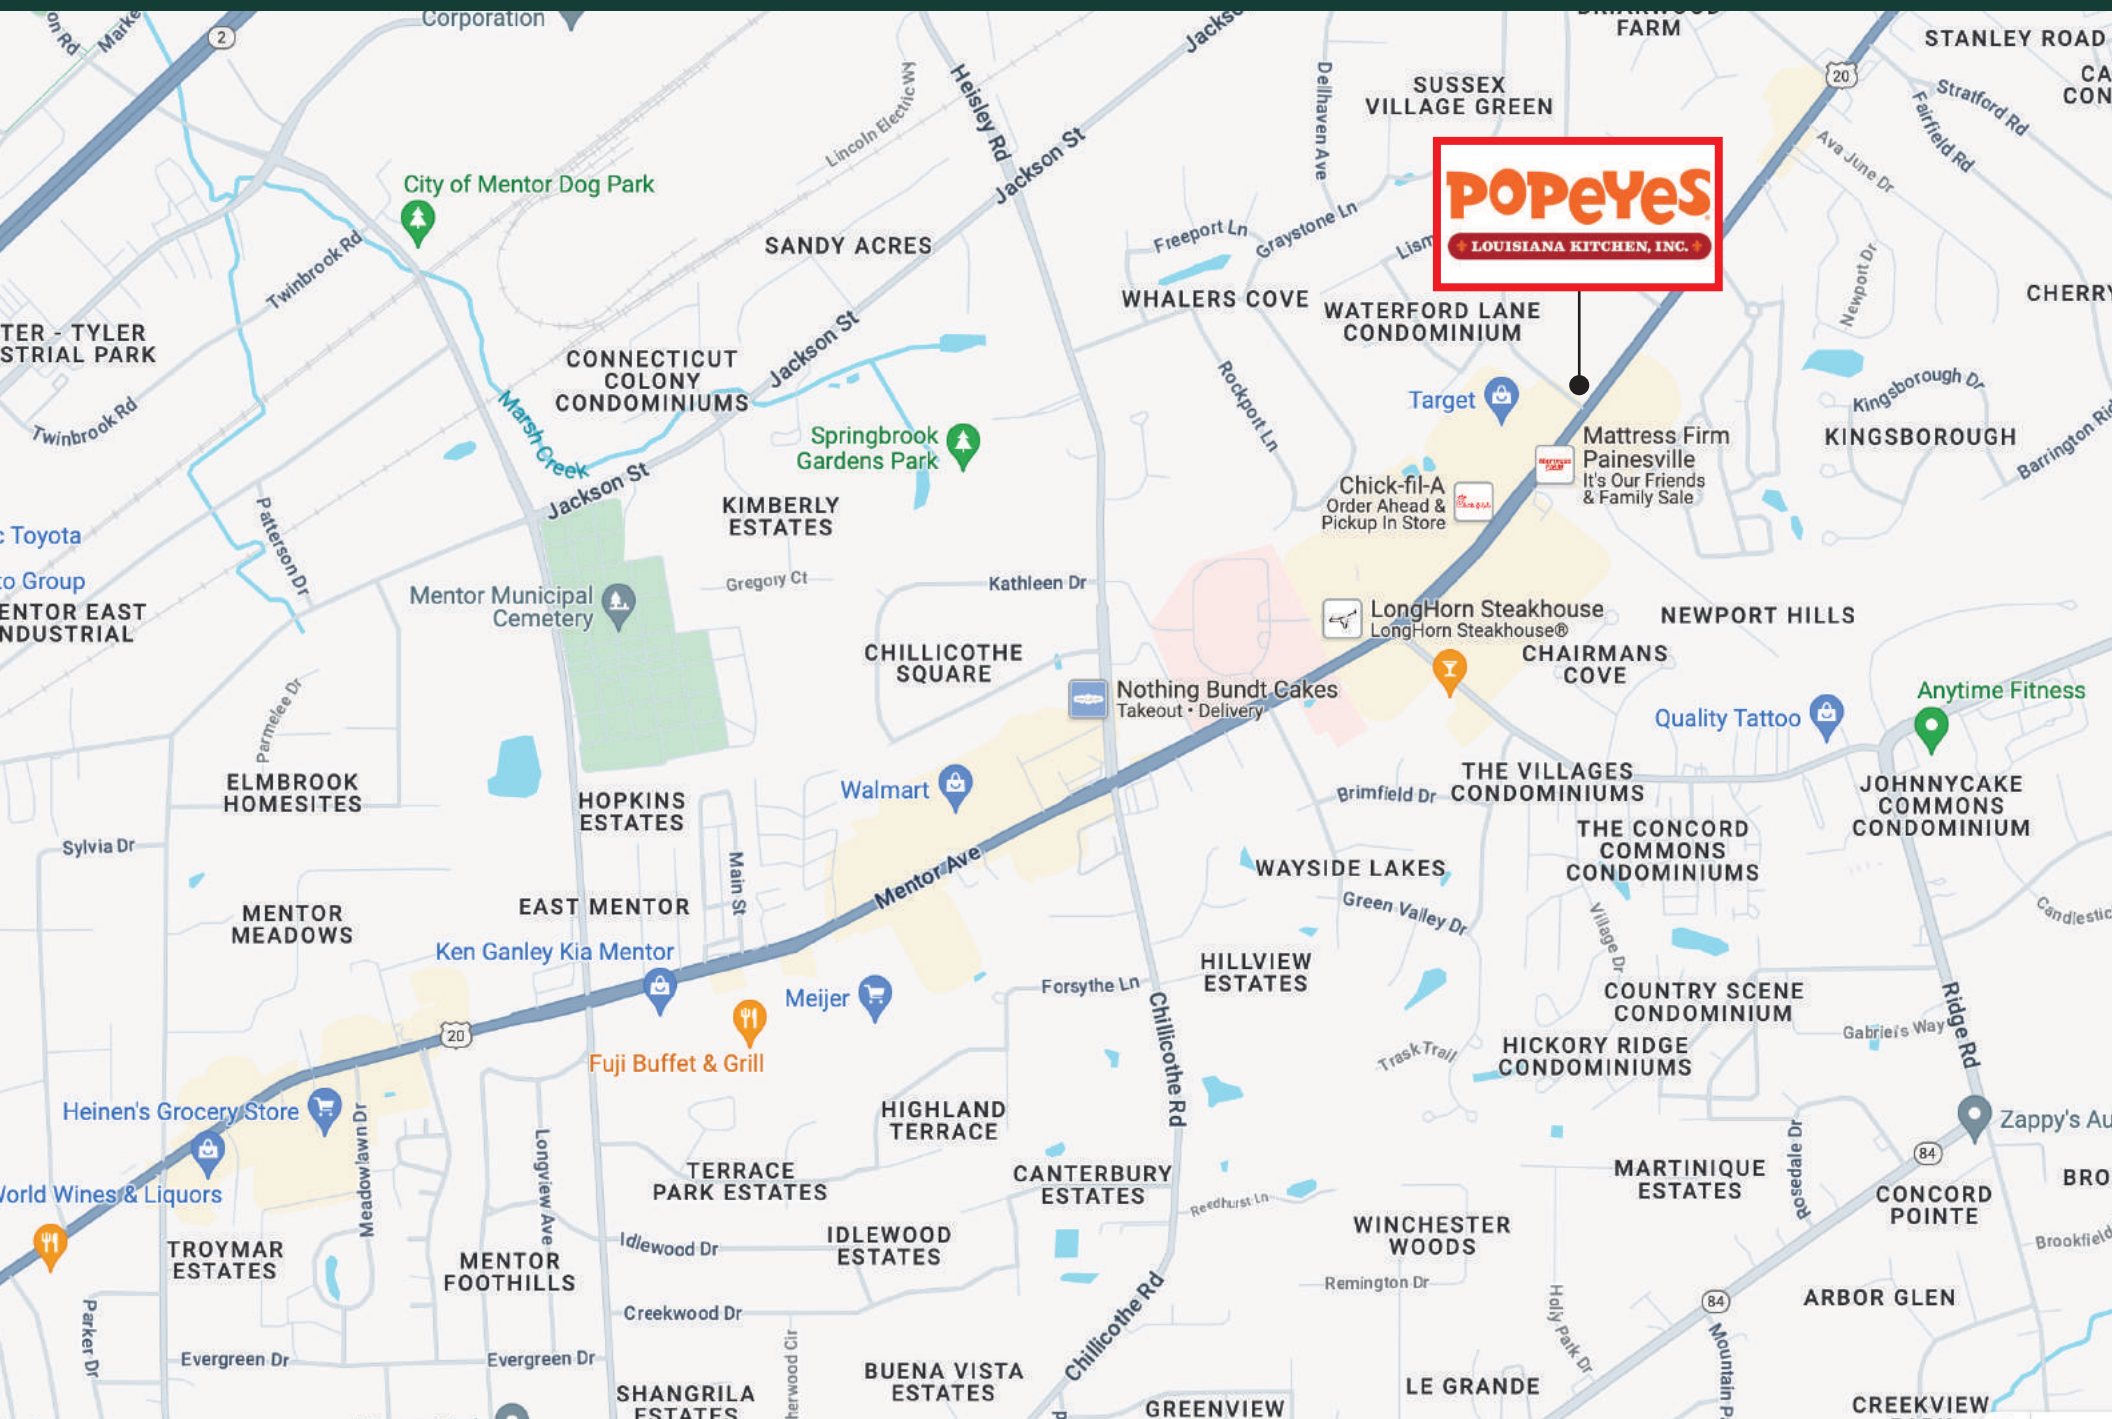 Corporation
2
Jackson St
Heisley Rd
Lincoln Electric Wy
Dellhaven Ave
FARM
STANLEY ROAD
20
SUSSEX
VILLAGE GREEN
Stratford Rd
Fairfield Rd
Ava June Dr
POPEYES
LOUISIANA KITCHEN, INC.
City of Mentor Dog Park
Twinbrook Rd
SANDY ACRES
Freeport Ln
Graystone Ln
Newport Dr
WHALERS COVE
WATERFORD LANE
CONDOMINIUM
CHERRY
TER - TYLER
STRIAL PARK
CONNECTICUT
COLONY
CONDOMINIUMS
Jackson St
Rockport Ln
Target
Kingsborough Dr
KINGSBOROUGH
Twinbrook Rd
Marsh Creek
Springbrook
Gardens Park
Mattress Firm
Painesville
It's Our Friends
& Family Sale
Chick-fil-A
Order Ahead &
Pickup In Store
Jackson St
KIMBERLY
ESTATES
Patterson Dr
c Toyota
to Group
ENTOR EAST
NDUSTRIAL
Gregory Ct
Kathleen Dr
Mentor Municipal
Cemetery
LongHorn Steakhouse
LongHorn Steakhouse®
NEWPORT HILLS
CHAIRMANS
COVE
CHILLICOTHE
SQUARE
Nothing Bundt Cakes
Takeout • Delivery
Parmelee Dr
Quality Tattoo
Anytime Fitness
ELMBROOK
HOMESITES
HOPKINS
ESTATES
Walmart
Brimfield Dr
THE VILLAGES
CONDOMINIUMS
JOHNNYCAKE
COMMONS
CONDOMINIUM
Sylvia Dr
Main St
Mentor Ave
WAYSIDE LAKES
THE CONCORD
COMMONS
CONDOMINIUMS
MENTOR
MEADOWS
EAST MENTOR
Green Valley Dr
Village Dr
Ken Ganley Kia Mentor
HILLVIEW
ESTATES
Meijer
Forsythe Ln
Chillicothe Rd
COUNTRY SCENE
CONDOMINIUM
Gabriel's Way
Ridge Rd
20
Fuji Buffet & Grill
Trask Trail
HICKORY RIDGE
CONDOMINIUMS
Heinen's Grocery Store
HIGHLAND
TERRACE
Zappy's Au
Meadowlawn Dr
Longview Ave
TERRACE
PARK ESTATES
CANTERBURY
ESTATES
MARTINIQUE
ESTATES
Rosedale Dr
84
BRO
World Wines & Liquors
Reedhurst Ln
CONCORD
POINTE
TROYMAR
ESTATES
MENTOR
FOOTHILLS
Idlewood Dr
IDLEWOOD
ESTATES
WINCHESTER
WOODS
Brookfield
Remington Dr
Parker Dr
Creekwood Dr
Chillicothe Rd
Holly Park Dr
84
ARBOR GLEN
Evergreen Dr
Evergreen Dr
BUENA VISTA
ESTATES
LE GRANDE
SHANGRILA
ESTATES
GREENVIEW
CREEKVIEW